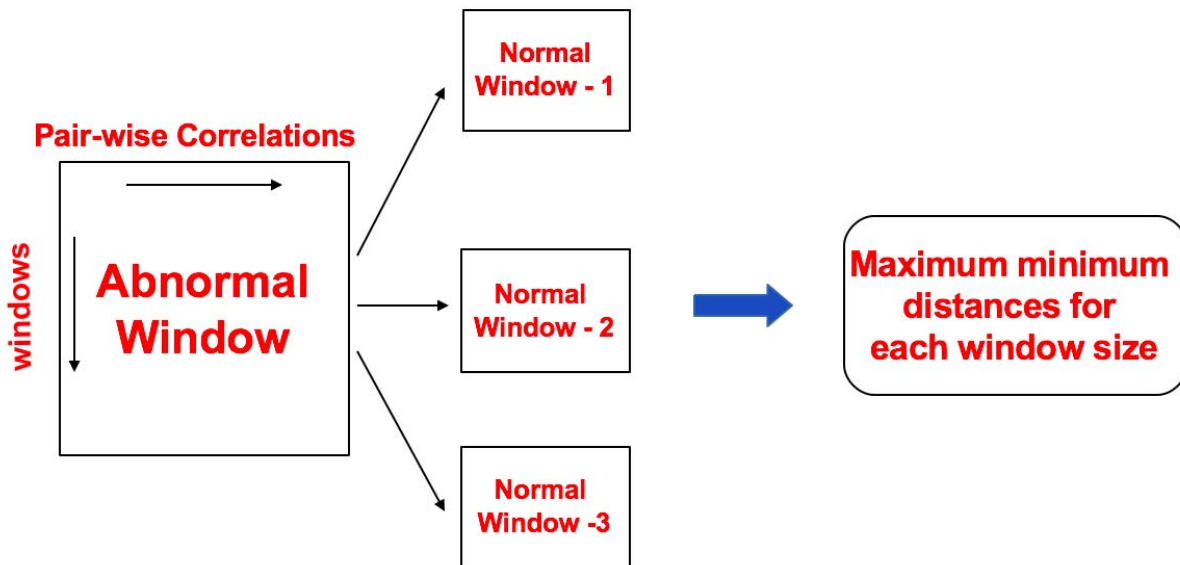 Pair-wise Correlations
windows
Abnormal
Window
Normal
Window - 1
Normal
Window - 2
Normal
Window -3
Maximum minimum
distances for
each window size